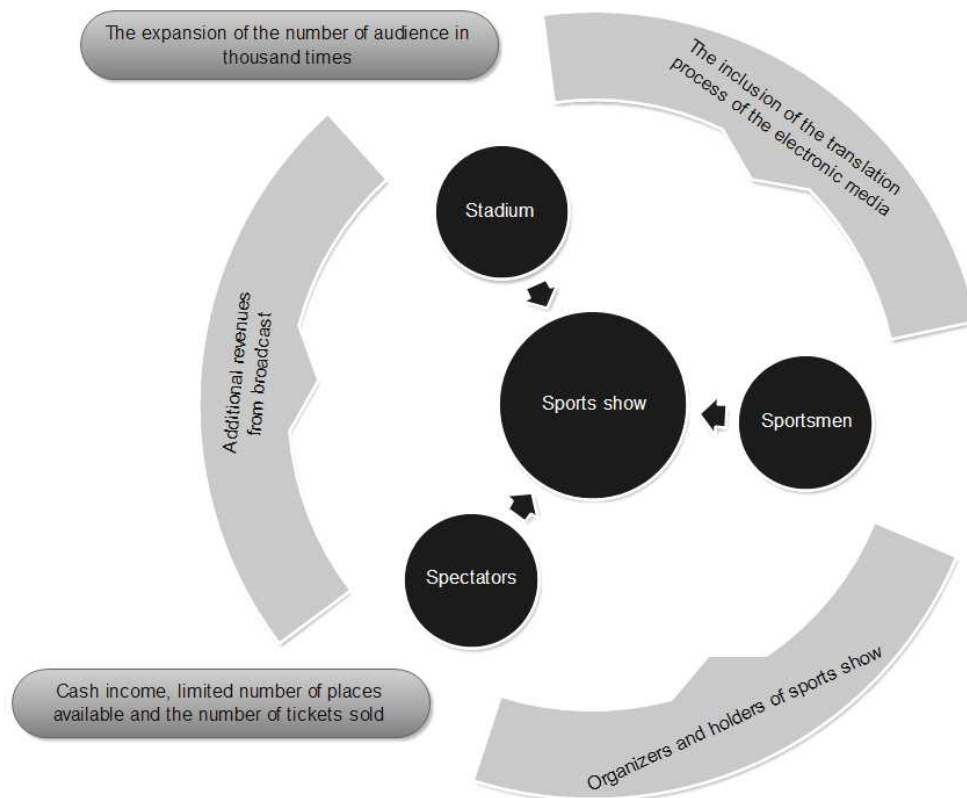 The expansion of the number of audience in
thousand times
The inclusion of the translation
process of the electronic media
Stadium
Additional revenues
from broadcast
Sports show
Sportsmen
Spectators
Cash income, limited number of places
available and the number of tickets sold
Organizers and holders of sports show